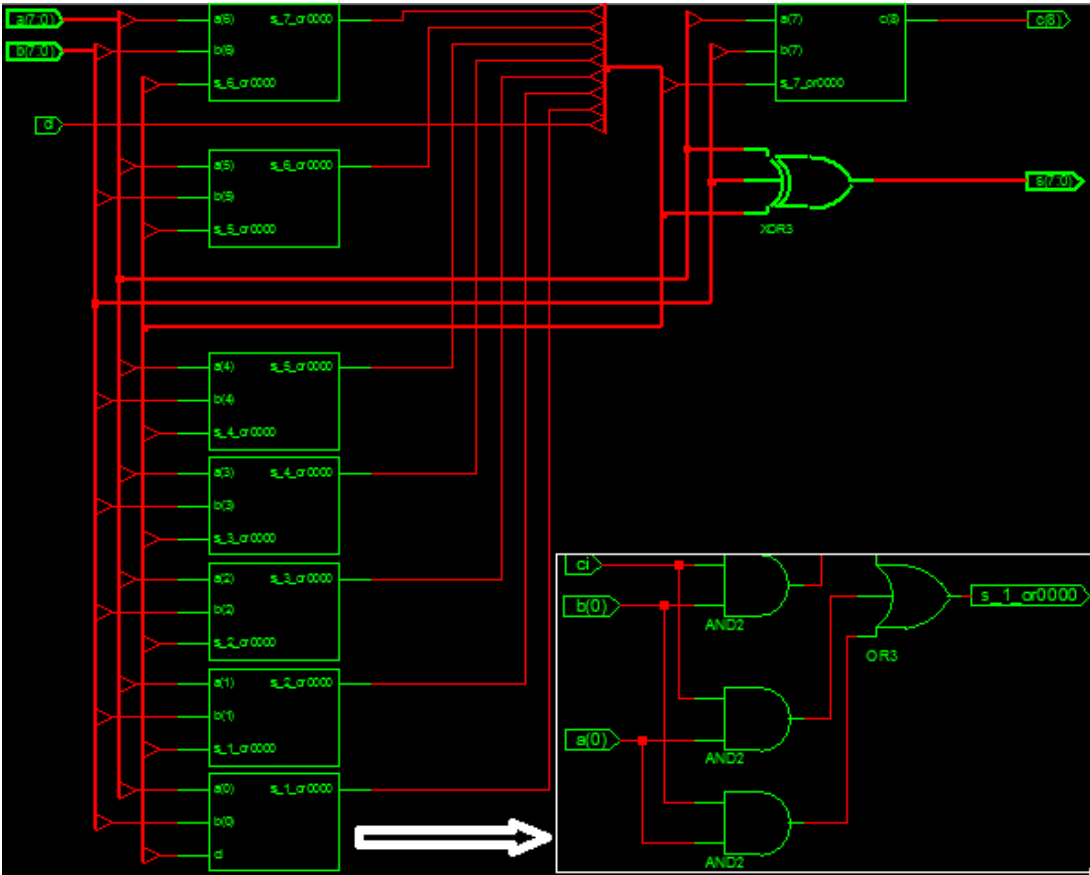 a(7:0)
b(7:0)
ci
a(6) s_7_or0000
b(6)
s_6_or0000
a(5) s_6_or0000
b(5)
s_5_or0000
a(4) s_5_or0000
b(4)
s_4_or0000
a(3) s_4_or0000
b(3)
s_3_or0000
a(2) s_3_or0000
b(2)
s_2_or0000
a(1) s_2_or0000
b(1)
s_1_or0000
a(0) s_1_or0000
b(0)
ci
a(7) c(8)
b(7)
s_7_or0000
c(8)
XOR3
s(7:0)
ci
b(0)
AND2
s_1_or0000
OR3
a(0)
AND2
AND2